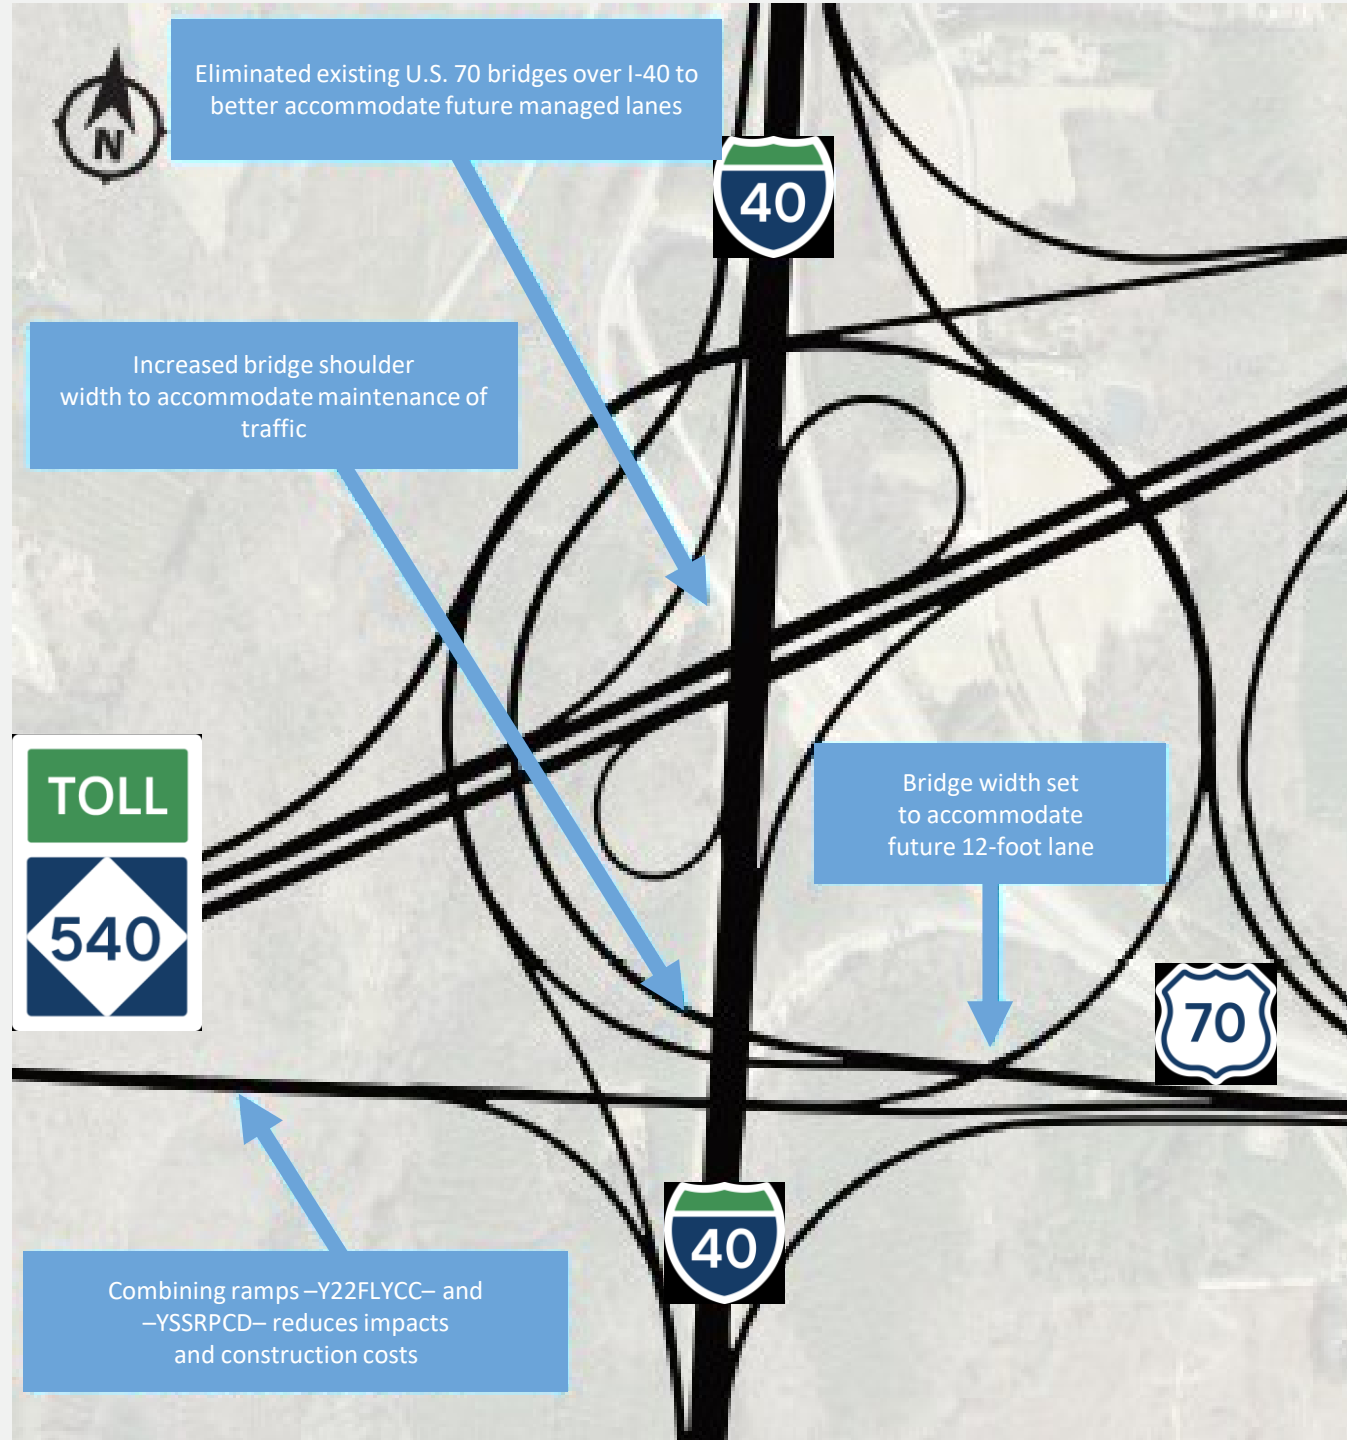 Eliminated existing U.S. 70 bridges over I-40 to
better accommodate future managed lanes
N
40
Increased bridge shoulder
width to accommodate maintenance of
traffic
TOLL
540
Bridge width set
to accommodate
future 12-foot lane
70
40
Combining ramps –Y22FLYCC– and
–YSSRPCD– reduces impacts
and construction costs